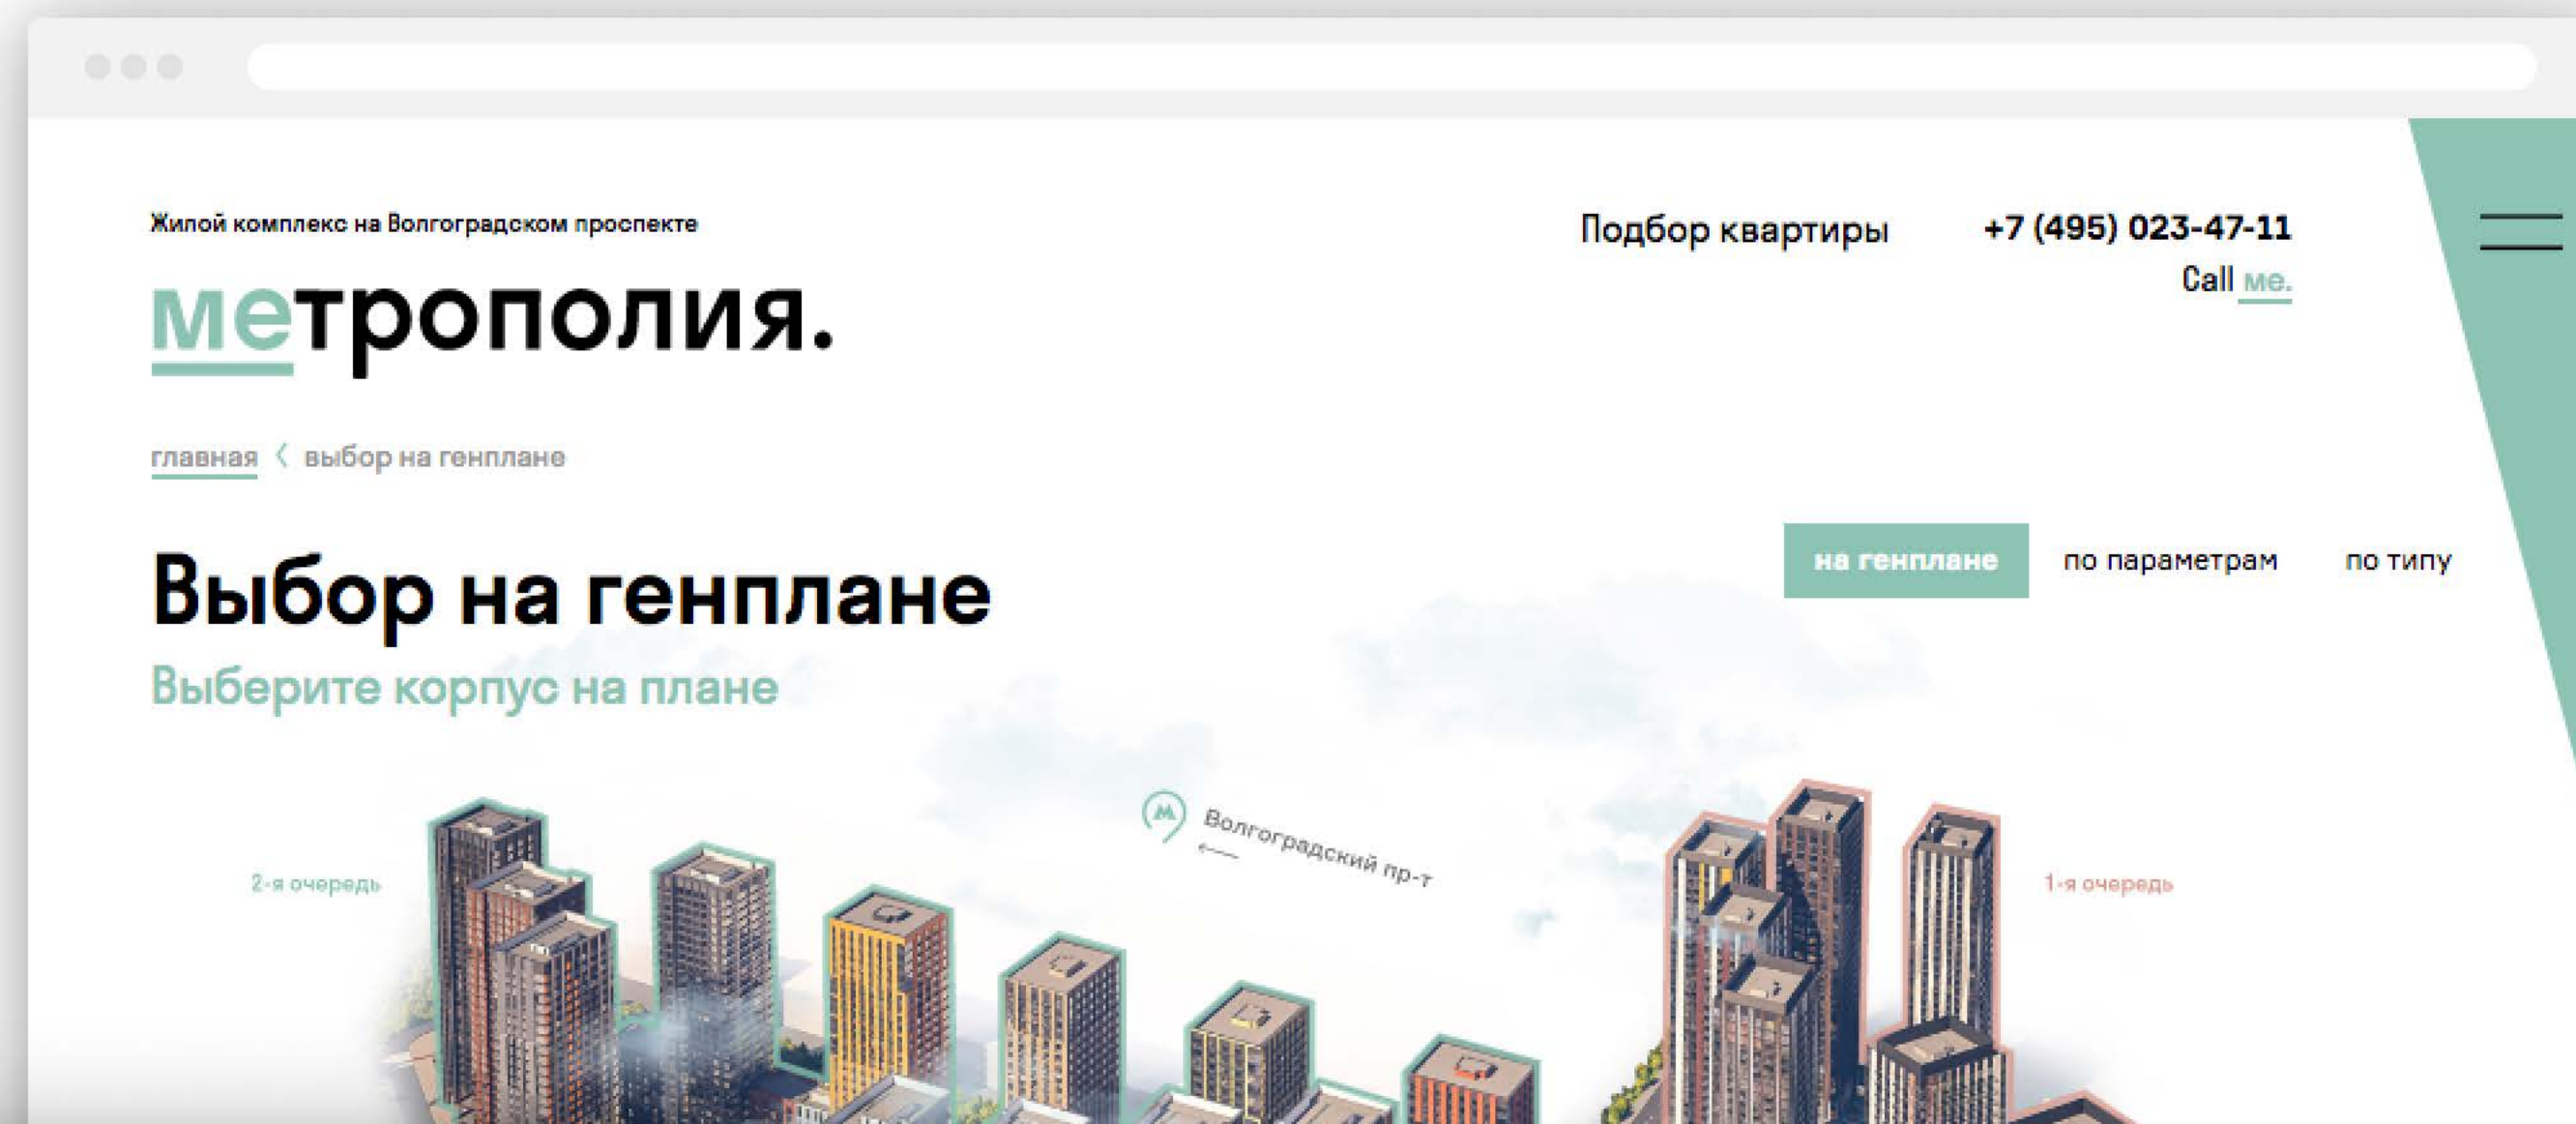 Жилой комплекс на Волгоградском проспекте
метрополия.
Подбор квартиры
+7 (495) 023-47-11
Call ме.
главная < выбор на генплане
Выбор на генплане
Выберите корпус на плане
на генплане по параметрам по типу
М Волгоградский пр-т
2-я очередь
1-я очередь